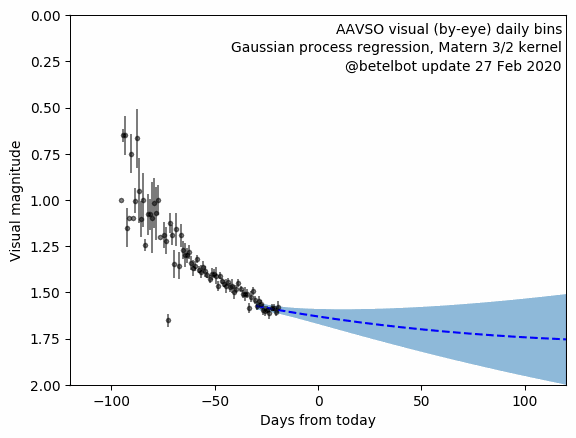 AAVSO visual (by-eye) daily bins
Gaussian process regression, Matern 3/2 kernel
@betelbot update 27 Feb 2020
Visual magnitude
0.00
0.25
0.50
0.75
1.00
1.25
1.50
1.75
2.00
−100
−50
0
50
100
Days from today